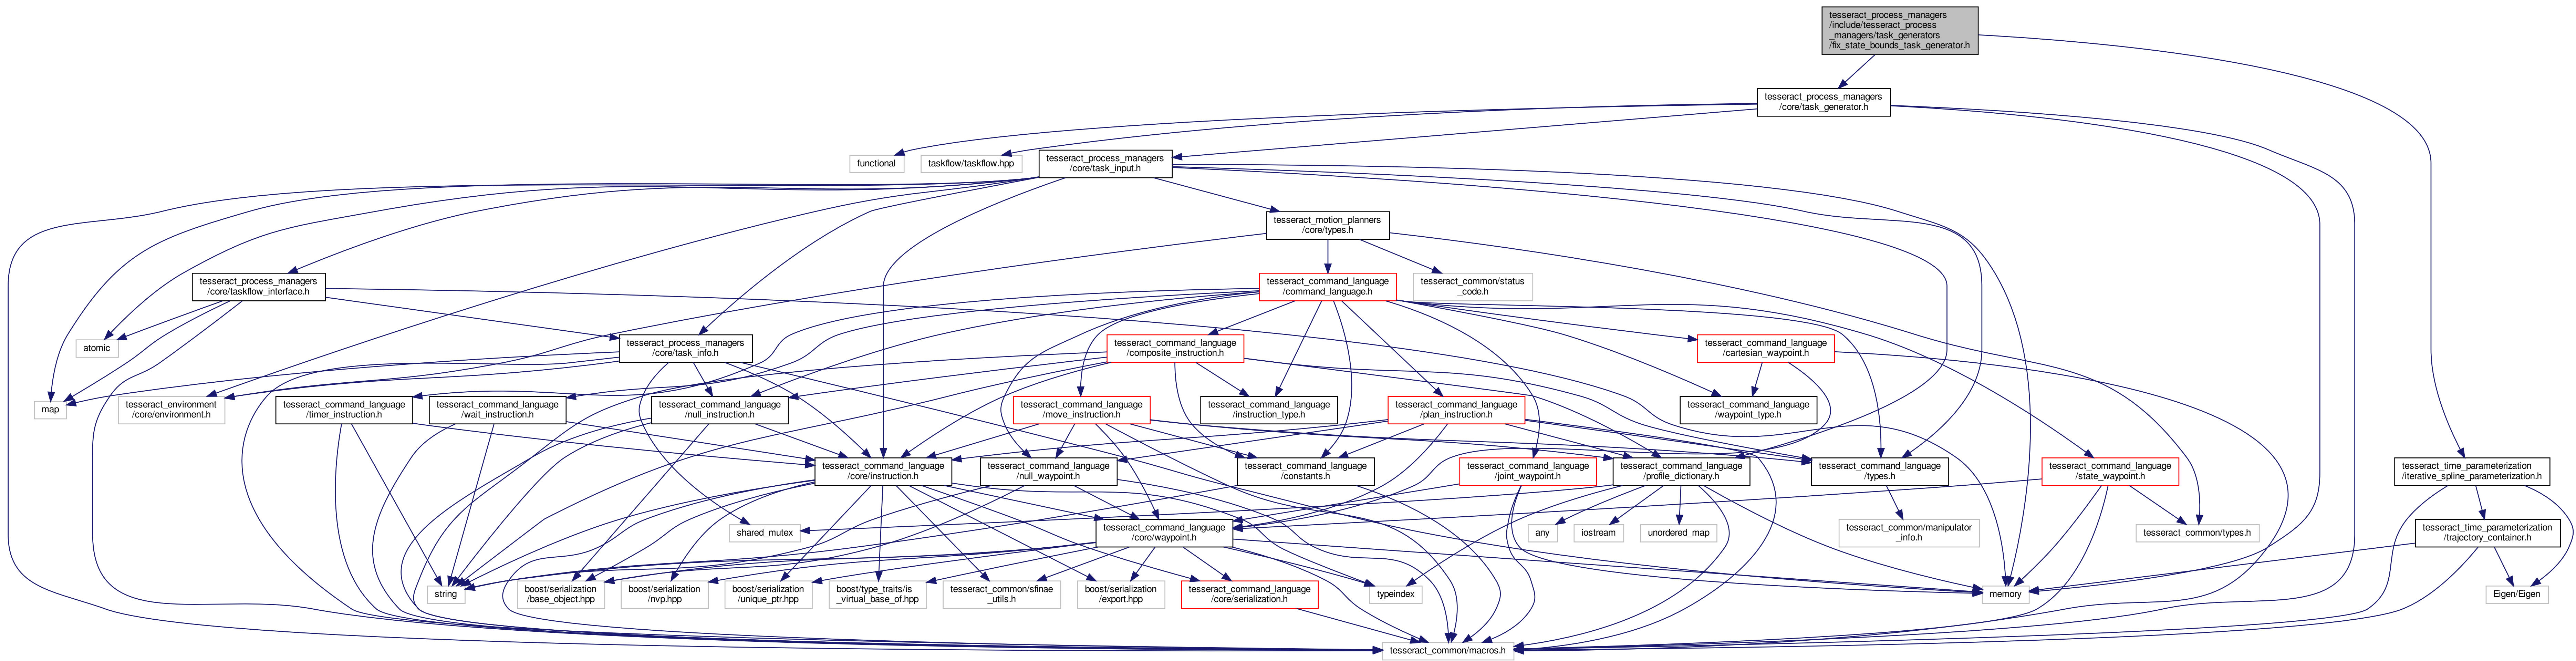 tesseract_process_managers
/include/tesseract_process
_managers/task_generators
/fix_state_bounds_task_generator.h
tesseract_process_managers
/core/task_generator.h
functional
taskflow/taskflow.hpp
tesseract_process_managers
/core/task_input.h
tesseract_motion_planners
/core/types.h
tesseract_process_managers
/core/taskflow_interface.h
tesseract_command_language
/command_language.h
tesseract_common/status
_code.h
atomic
tesseract_process_managers
/core/task_info.h
tesseract_command_language
/composite_instruction.h
tesseract_command_language
/cartesian_waypoint.h
map
tesseract_environment
/core/environment.h
tesseract_command_language
/timer_instruction.h
tesseract_command_language
/wait_instruction.h
tesseract_command_language
/null_instruction.h
tesseract_command_language
/move_instruction.h
tesseract_command_language
/instruction_type.h
tesseract_command_language
/plan_instruction.h
tesseract_command_language
/waypoint_type.h
tesseract_command_language
/core/instruction.h
tesseract_command_language
/null_waypoint.h
tesseract_command_language
/constants.h
tesseract_command_language
/joint_waypoint.h
tesseract_command_language
/profile_dictionary.h
tesseract_command_language
/types.h
tesseract_command_language
/state_waypoint.h
tesseract_time_parameterization
/iterative_spline_parameterization.h
shared_mutex
tesseract_command_language
/core/waypoint.h
any
iostream
unordered_map
tesseract_common/manipulator
_info.h
tesseract_common/types.h
tesseract_time_parameterization
/trajectory_container.h
string
boost/serialization
/base_object.hpp
boost/serialization
/nvp.hpp
boost/serialization
/unique_ptr.hpp
boost/type_traits/is
_virtual_base_of.hpp
tesseract_common/sfinae
_utils.h
boost/serialization
/export.hpp
tesseract_command_language
/core/serialization.h
typeindex
memory
Eigen/Eigen
tesseract_common/macros.h